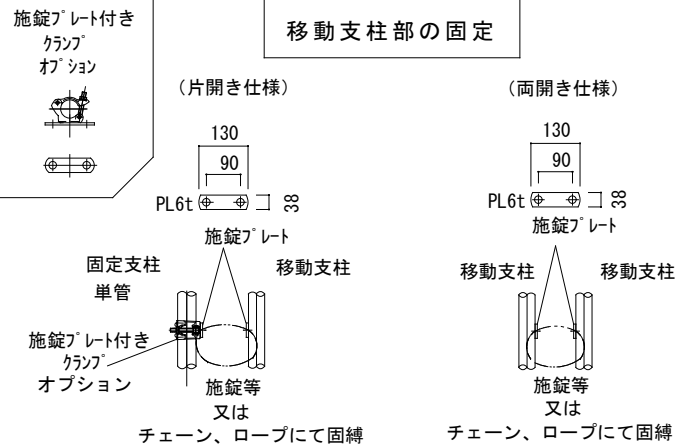 施錠プレート付き
クランプ
オプション
移動支柱部の固定
（片開き仕様）
130
90
PL6t
38
施錠プレート
固定支柱
単管
移動支柱
施錠プレート付き
クランプ
オプション
施錠等
又は
チェーン、ロープにて固縛
（両開き仕様）
130
90
PL6t
38
施錠プレート
移動支柱
移動支柱
施錠等
又は
チェーン、ロープにて固縛